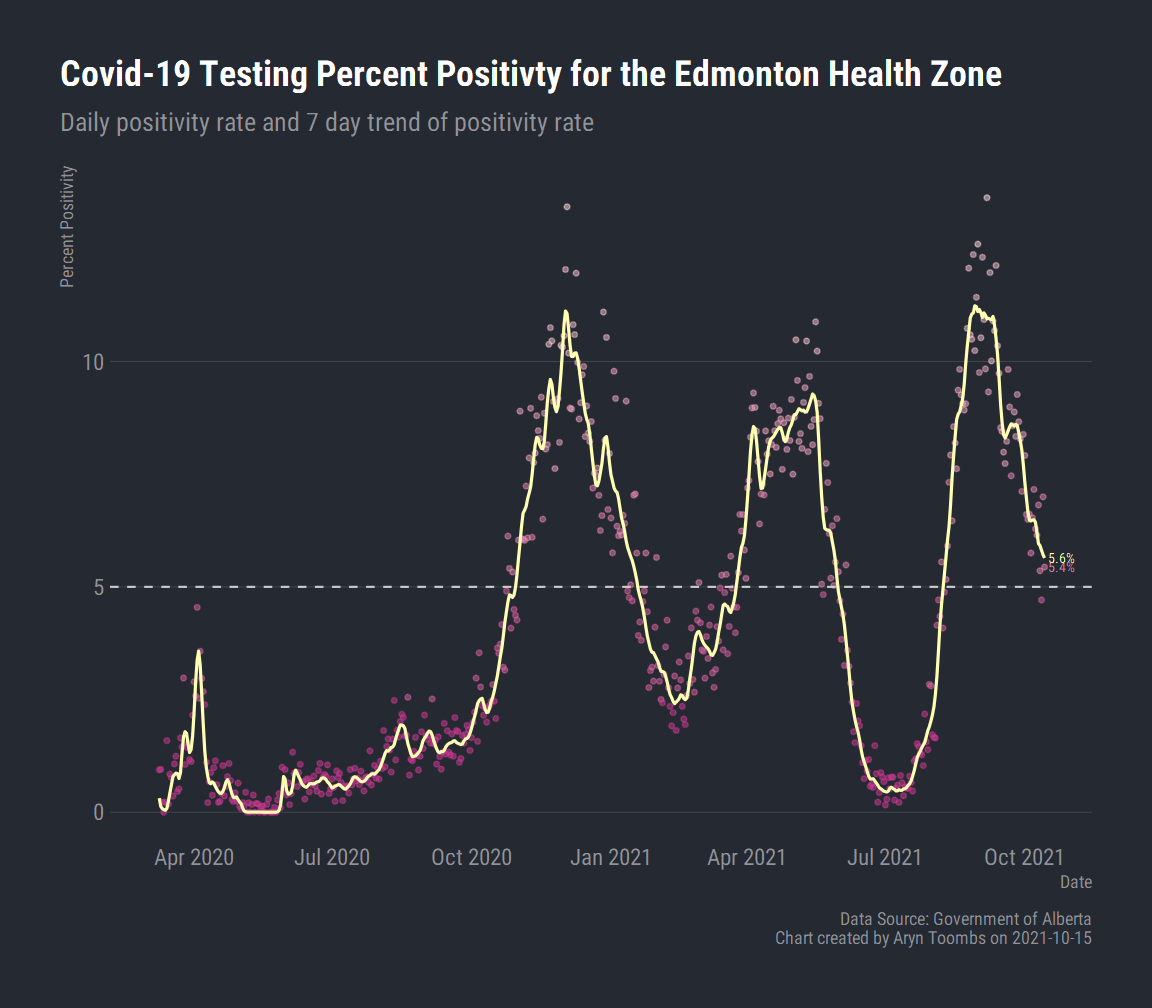 Covid-19 Testing Percent Positivty for the Edmonton Health Zone
Daily positivity rate and 7 day trend of positivity rate
Percent Positivity
10
5
0
5.6%
5.4%
Apr 2020
Jul 2020
Oct 2020
Jan 2021
Apr 2021
Jul 2021
Oct 2021
Date
Data Source: Government of Alberta
Chart created by Aryn Toombs on 2021-10-15